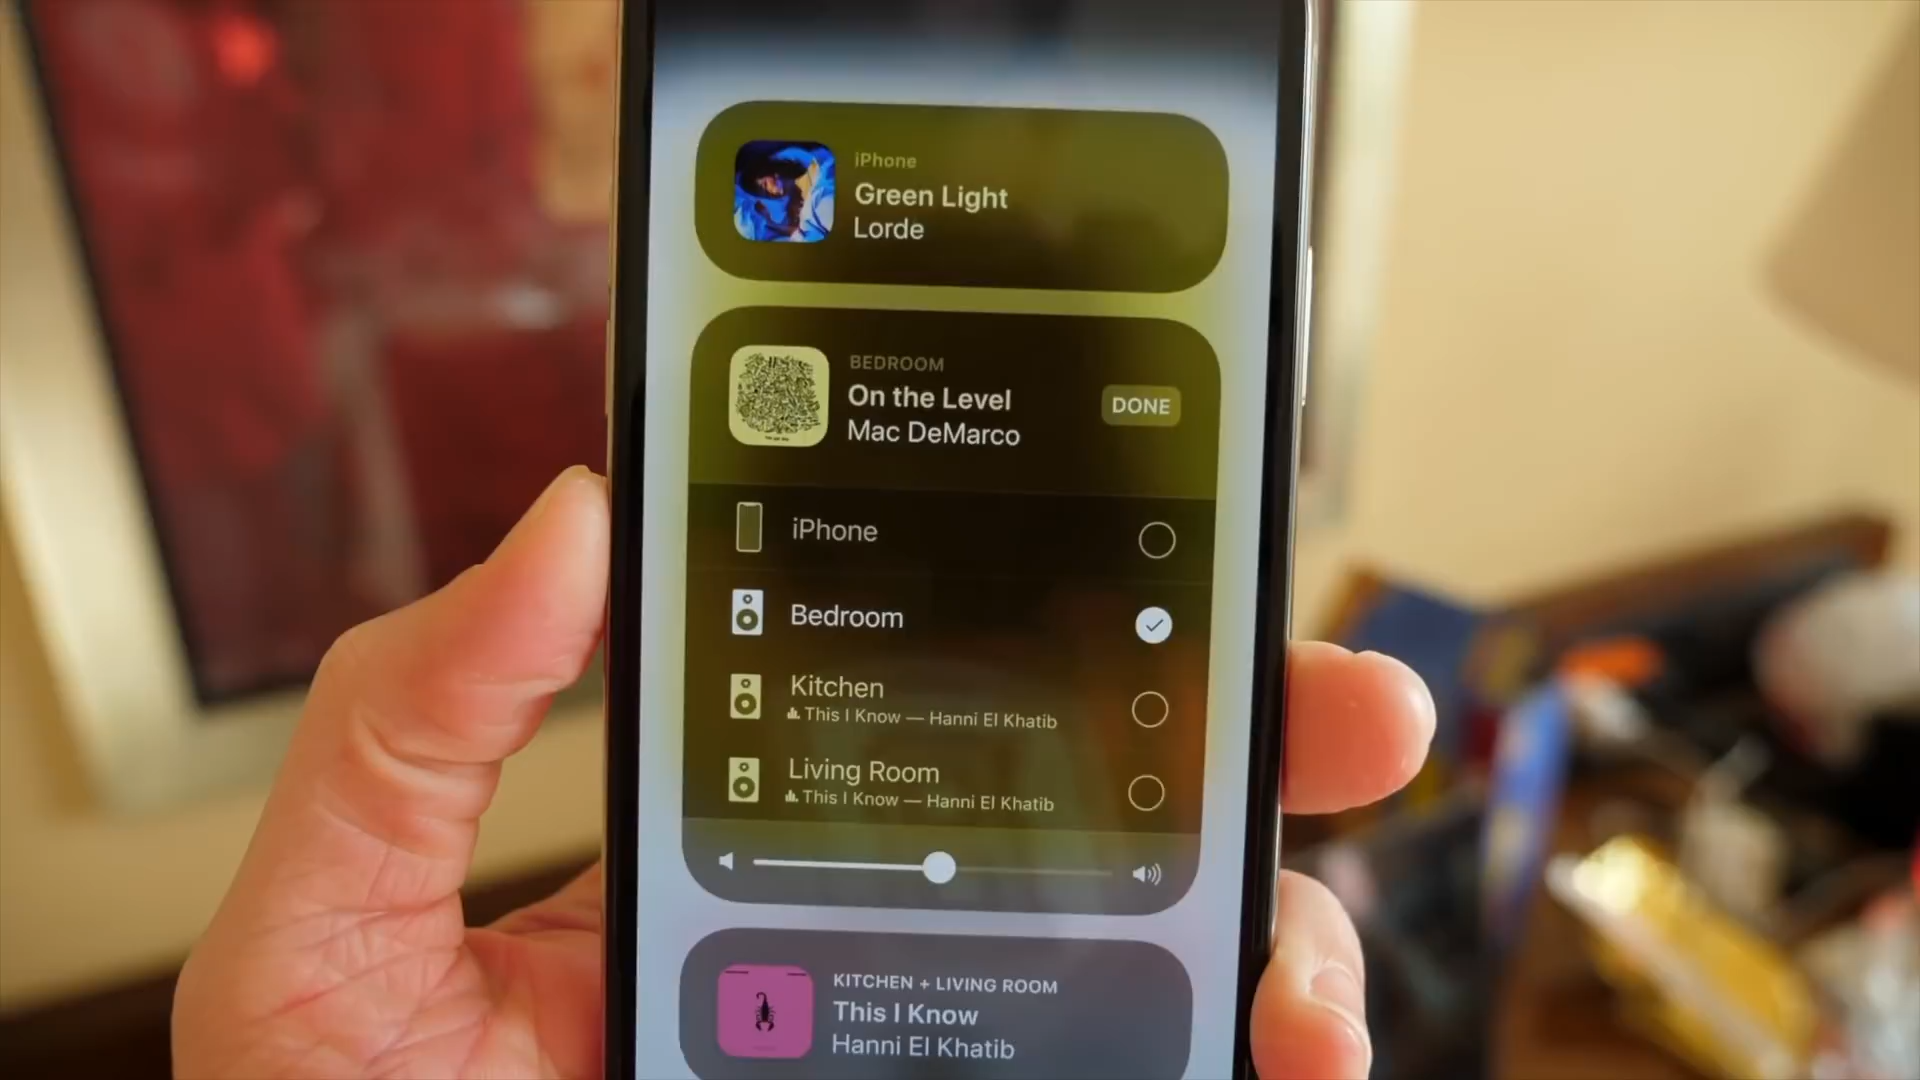 iPhone
Green Light
Lorde
BEDROOM
On the Level
Mac DeMarco
DONE
iPhone
Bedroom
Kitchen
This I Know — Hanni El Khatib
Living Room
This I Know — Hanni El Khatib
KITCHEN + LIVING ROOM
This I Know
Hanni El Khatib